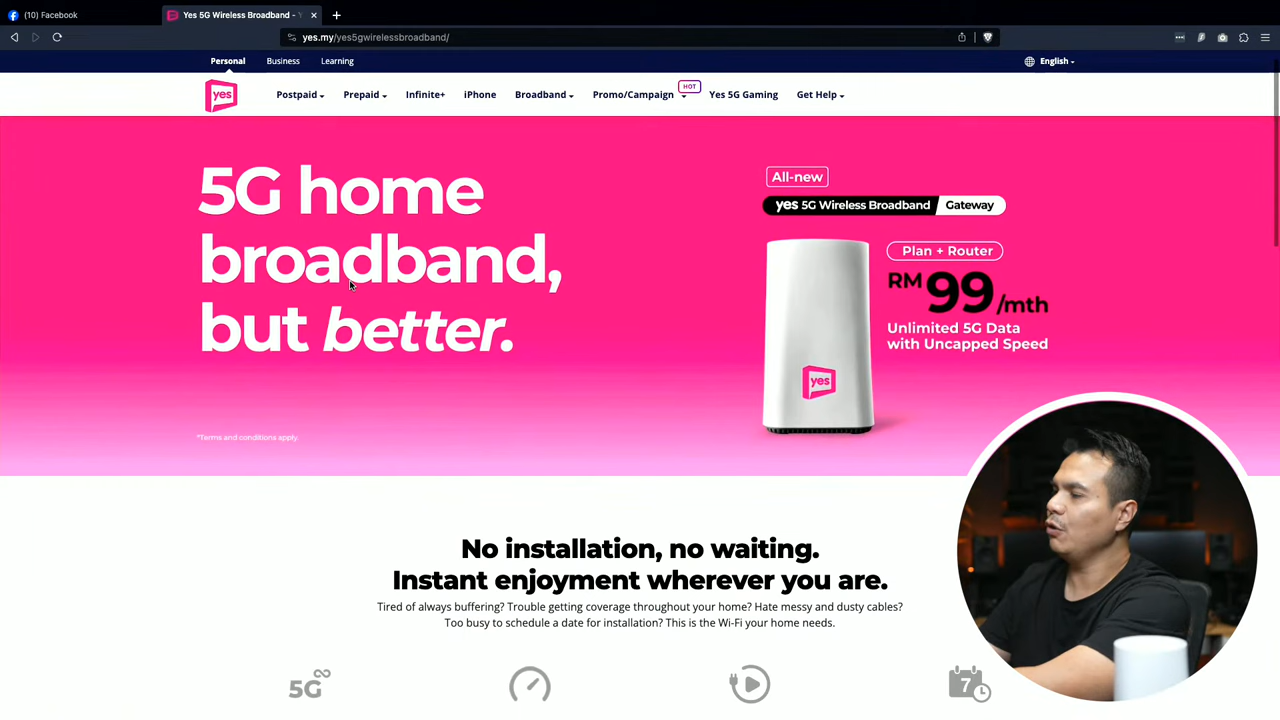 (10) Facebook
Yes 5G Wireless Broadband - Y
yes.my/yes5gwirelessbroadband/
Personal
Business
Learning
English
yes
Postpaid
Prepaid
Infinite+
iPhone
Broadband
Promo/Campaign
HOT
Yes 5G Gaming
Get Help
5G home
broadband,
but better.
*Terms and conditions apply.
All-new
yes 5G Wireless Broadband Gateway
Plan + Router
RM99/mth
Unlimited 5G Data
with Uncapped Speed
yes
No installation, no waiting.
Instant enjoyment wherever you are.
Tired of always buffering? Trouble getting coverage throughout your home? Hate messy and dusty cables?
Too busy to schedule a date for installation? This is the Wi-Fi your home needs.
5G∞
7